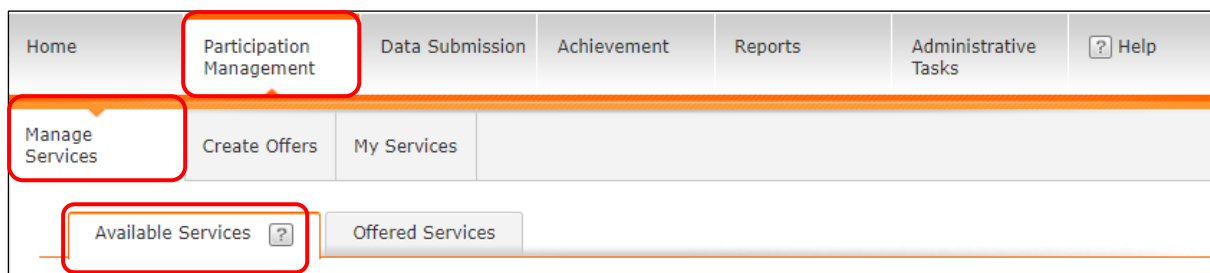 Home
Participation
Management
Data Submission
Achievement
Reports
Administrative
Tasks
? Help
Manage
Services
Create Offers
My Services
Available Services ?
Offered Services